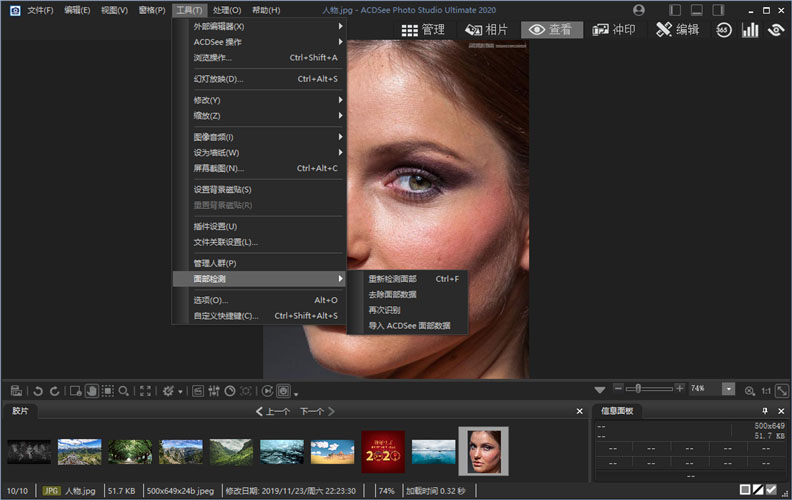 文件(F) 编辑(E) 视图(V) 窗格(P) 工具(T) 处理(O) 帮助(H) 人物.jpg - ACDSee Photo Studio Ultimate 2020
管理 相片 查看 冲印 编辑 365
外部编辑器(X)
ACDSee 操作
浏览操作... Ctrl+Shift+A
幻灯放映(D)... Ctrl+Alt+S
修改(Y)
缩放(Z)
图像音频(I)
设为墙纸(W)
屏幕截图(N)... Ctrl+Alt+C
设置背景磁贴(S)
重置背景磁贴(R)
插件设置(U)
文件关联设置(L)...
管理人群(P)
面部检测
选项(O)... Alt+O
自定义快捷键(C)... Ctrl+Shift+Alt+S
重新检测面部 Ctrl+F
去除面部数据
再次识别
导入 ACDSee 面部数据
74% 1:1
胶片 上一个 下一个 信息面板
-- 500x649
-- 51.7 KB
-- -- -- -- --
-- -- -- -- --
--
2020
10/10 JPG 人物.jpg 51.7 KB 500x649x24b jpeg 修改日期: 2019/11/23/周六 22:23:30 74% 加载时间 0.32 秒